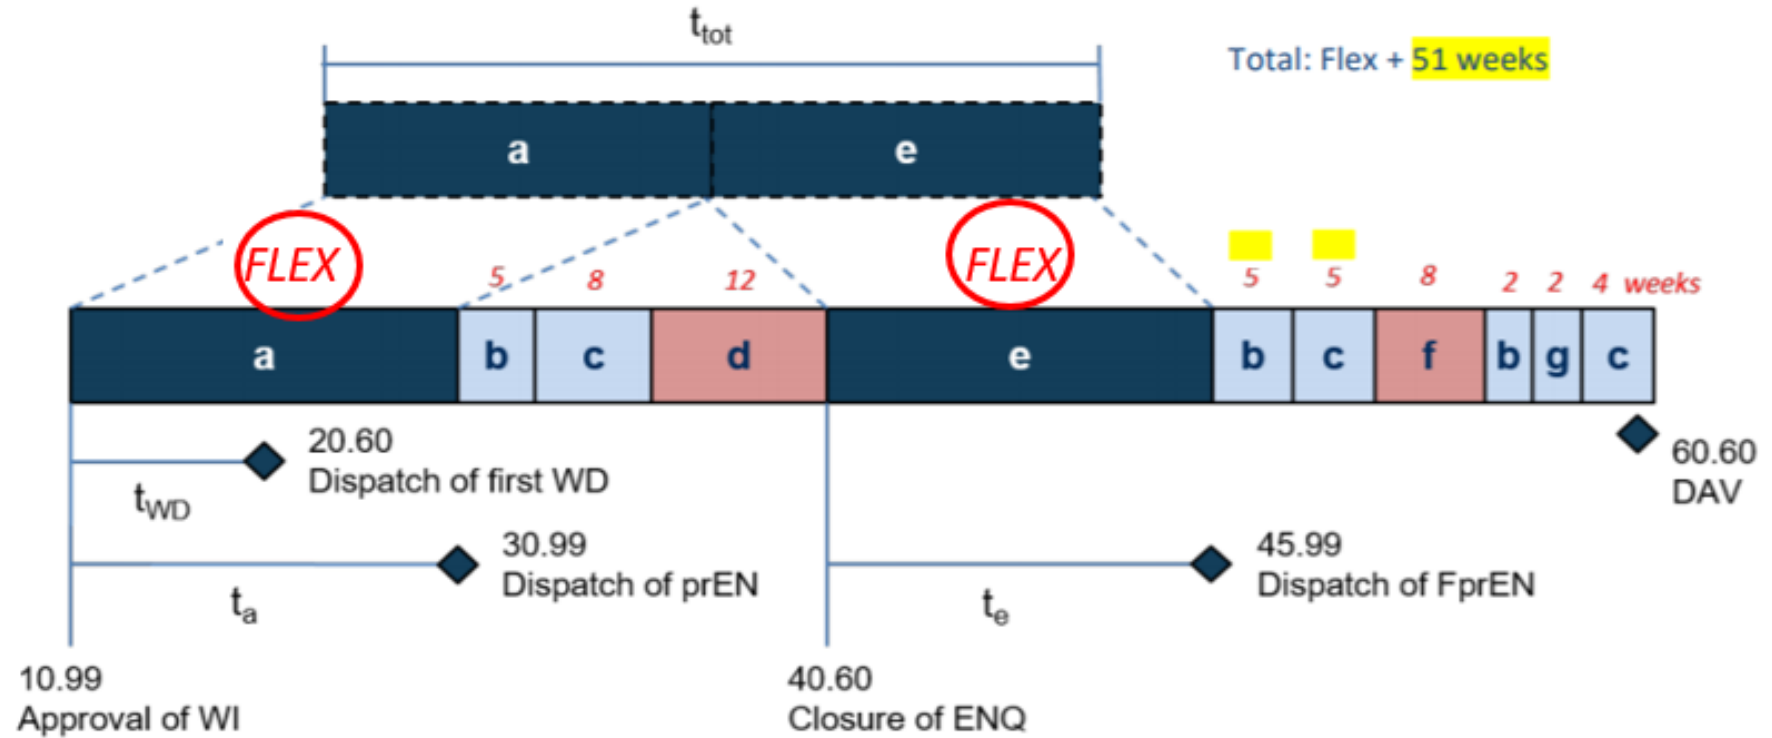 t_tot
Total: Flex + 51 weeks
a e
FLEX FLEX
5 8 12 5 5 8 2 2 4 weeks
a b c d e b c f b g c
20.60
Dispatch of first WD
t_WD
60.60
DAV
30.99
Dispatch of prEN
t_a
45.99
Dispatch of FprEN
t_e
10.99
Approval of WI
40.60
Closure of ENQ